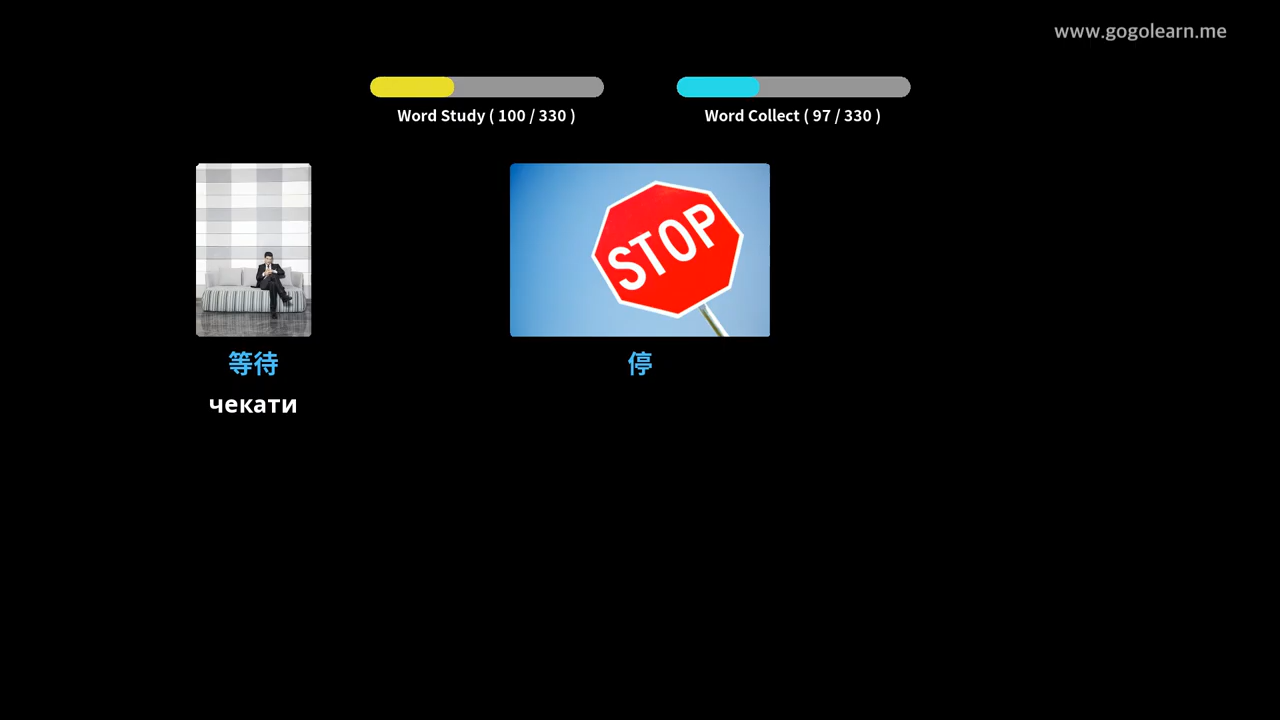 www.gogolearn.me
Word Study ( 100 / 330 )
Word Collect ( 97 / 330 )
STOP
等待
停
чекати